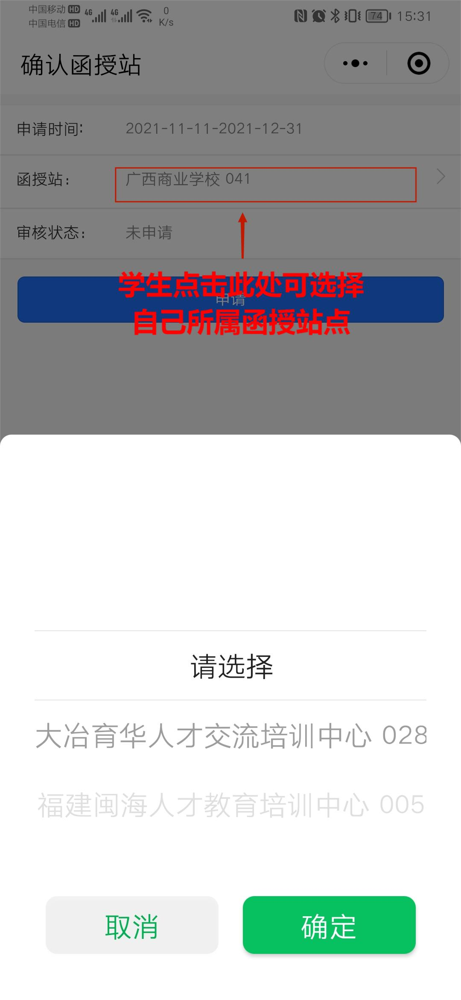 中国移动 HD 4G 4G 0 74 15:31
中国电信 HD K/s
确认函授站
申请时间: 2021-11-11-2021-12-31
函授站: 广西商业学校 041
审核状态: 未申请
学生点击此处可选择
申请
自己所属函授站点
请选择
大冶育华人才交流培训中心 028
福建闽海人才教育培训中心 005
取消 确定